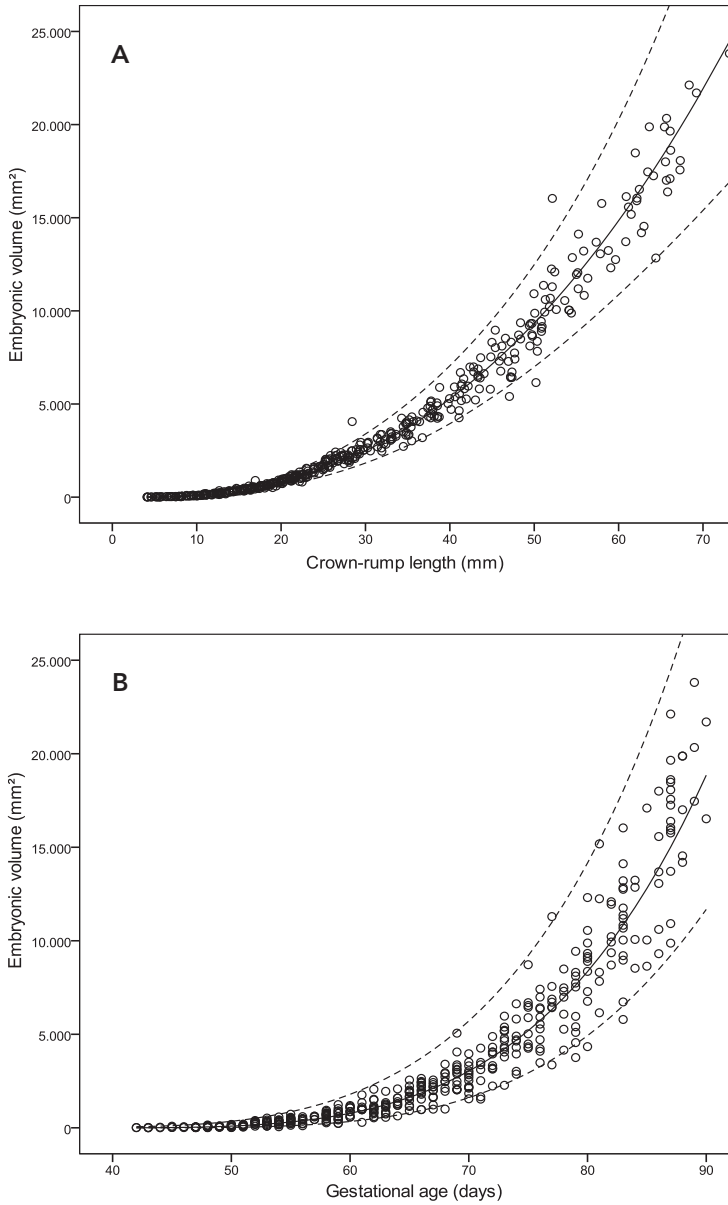 A
25.000
20.000
15.000
10.000
5.000
0
Embryonic volume (mm²)
0 10 20 30 40 50 60 70
Crown-rump length (mm)
B
25.000
20.000
15.000
10.000
5.000
0
Embryonic volume (mm²)
40 50 60 70 80 90
Gestational age (days)